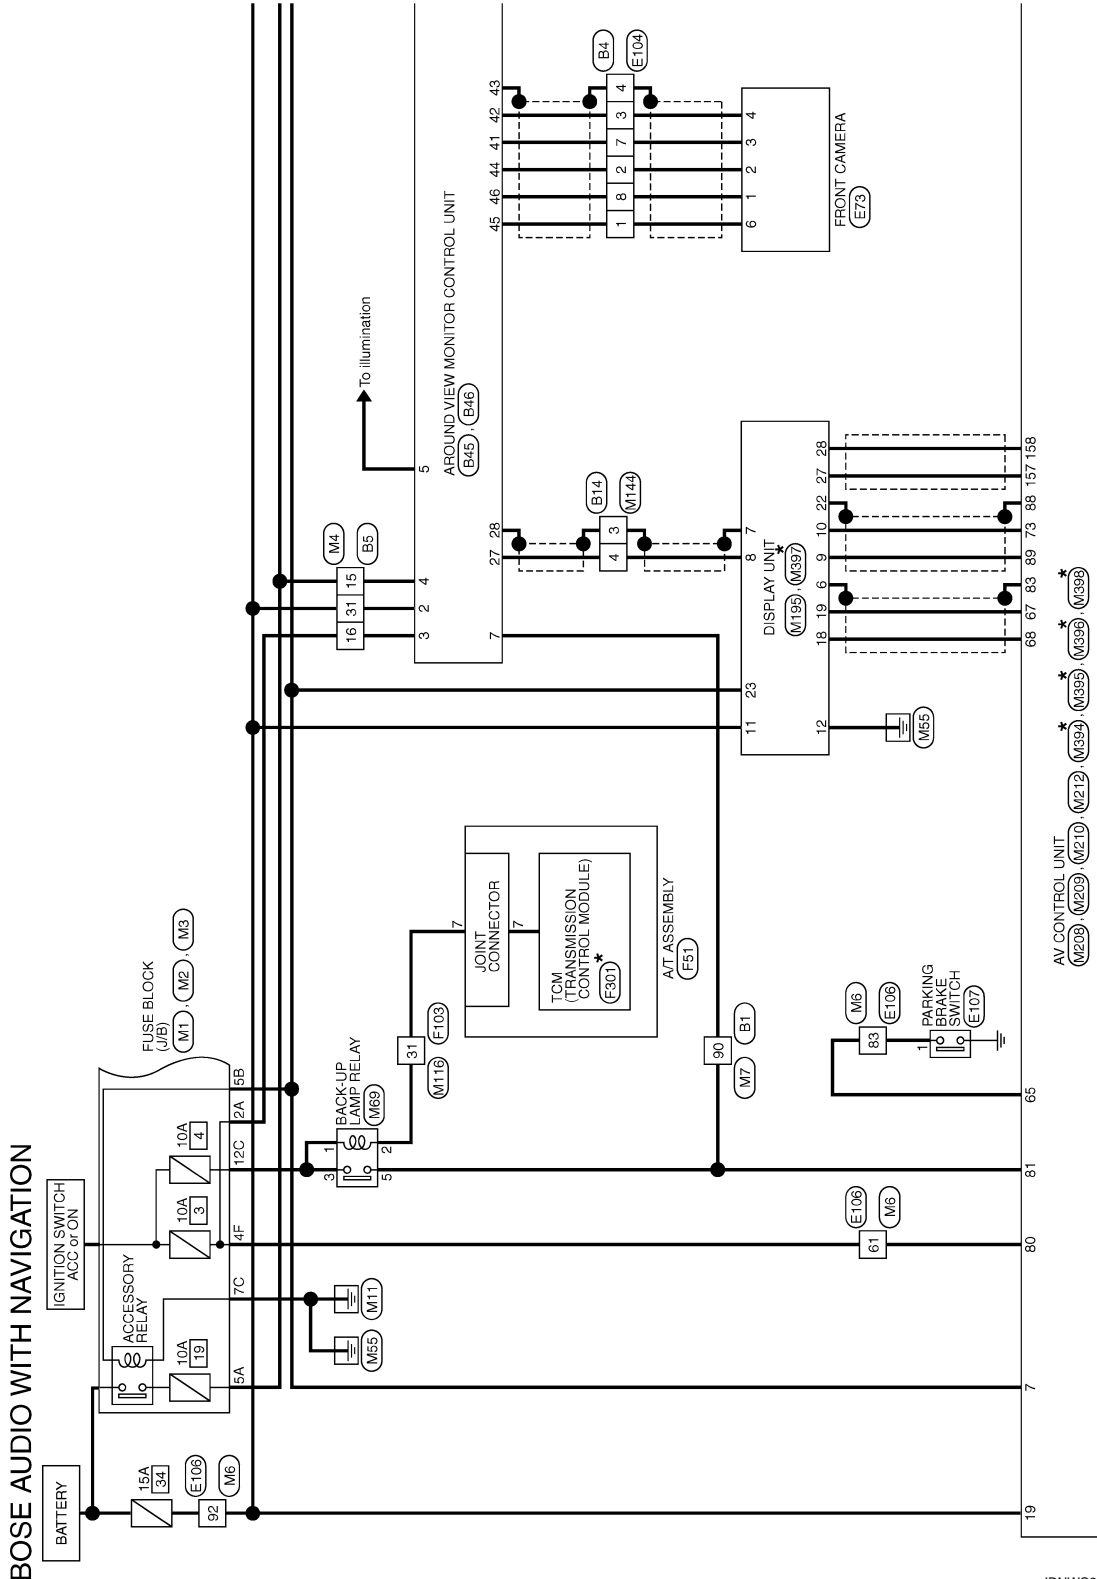 BOSE AUDIO WITH NAVIGATION
BATTERY
IGNITION SWITCH
ACC or ON
FUSE BLOCK
(J/B)
M1 , M2 , M3
ACCESSORY
RELAY
15A
34
10A
19
10A
3
10A
4
E106
92
M6
5A
7C
4F
12C
2A
5B
M55
M11
BACK-UP
LAMP RELAY
M69
1
3
2
5
M116
31
F103
7
JOINT
CONNECTOR
7
TCM
(TRANSMISSION
CONTROL MODULE)
F301 *
A/T ASSEMBLY
F51
M4
16 31 15
B5
3 2 4 5
To illumination
AROUND VIEW MONITOR CONTROL UNIT
B45 , B46
7 27 28 45 46 44 41 42 43
B14
4 3
M144
B4
1 8 2 7 3 4
E104
6 1 2 3 4
FRONT CAMERA
E73
M7
90
B1
11 23 8 7
DISPLAY UNIT
M195 , M397 *
12 18 19 6 9 10 22 27 28
M55
E106
61
M6
M6
83
E106
1
PARKING
BRAKE
SWITCH
E107
19 7 80 81 65 68 67 83 89 73 88 157 158
AV CONTROL UNIT
M208 , M209 , M210 , M212 , M394 * , M395 * , M396 * , M398 *